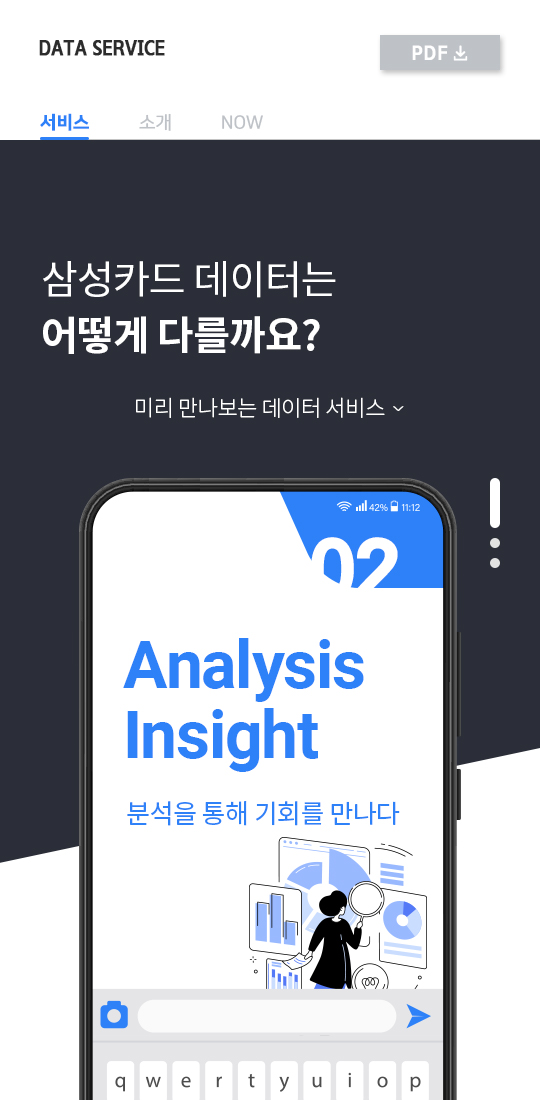 DATA SERVICE
PDF
서비스 소개 NOW
삼성카드 데이터는
어떻게 다를까요?
미리 만나보는 데이터 서비스
42% 11:12
02
Analysis
Insight
분석을 통해 기회를 만나다
q w e r t y u i o p